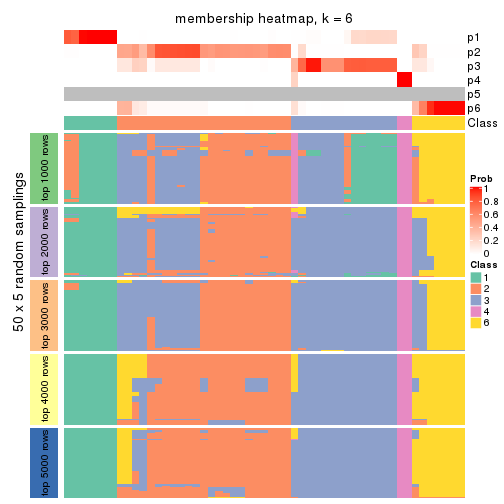 membership heatmap, k = 6
p1
p2
p3
p4
p5
p6
Class
50 x 5 random samplings
top 1000 rows
top 2000 rows
top 3000 rows
top 4000 rows
top 5000 rows
Prob
1
0.8
0.6
0.4
0.2
0
Class
1
2
3
4
6